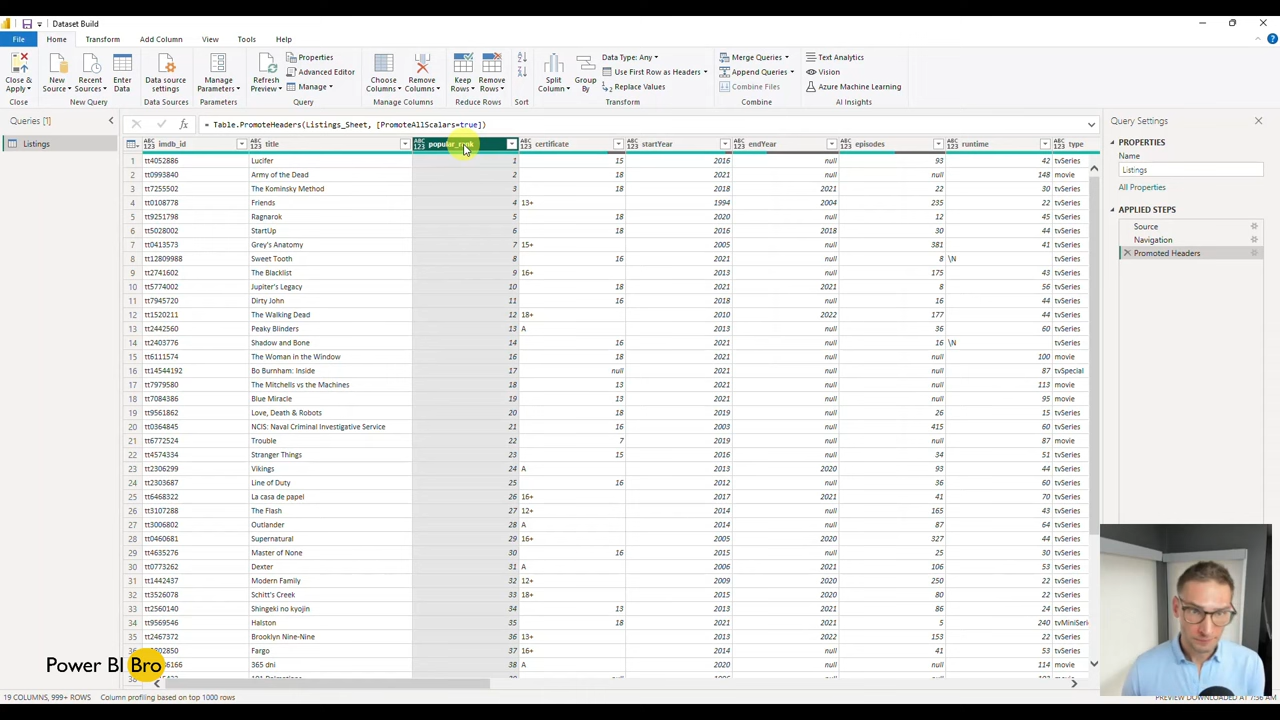 Dataset Build
File Home Transform Add Column View Tools Help
Close & Apply New Source Recent Sources Enter Data Data source settings Manage Parameters Refresh Preview Properties Advanced Editor Manage Choose Columns Remove Columns Keep Rows Remove Rows Split Column Group By Data Type: Any Use First Row as Headers Replace Values Merge Queries Append Queries Combine Files Text Analytics Vision Azure Machine Learning
Close New Query Data Sources Parameters Query Manage Columns Reduce Rows Sort Transform Combine AI Insights
Queries [1]
Listings
= Table.PromoteHeaders(Listings_Sheet, [PromoteAllScalars=true])
imdb_id title popular_rank certificate startYear endYear episodes runtime type
1 tt4052886 Lucifer 1 15 2016 null 93 42 tvSeries
2 tt0993840 Army of the Dead 2 18 2021 null null 148 movie
3 tt7255502 The Kominsky Method 3 18 2018 2021 22 30 tvSeries
4 tt0108778 Friends 4 13+ 1994 2004 235 22 tvSeries
5 tt9251798 Ragnarok 5 18 2020 null 12 45 tvSeries
6 tt5028002 StartUp 6 18 2016 2018 30 44 tvSeries
7 tt0413573 Grey's Anatomy 7 15+ 2005 null 381 41 tvSeries
8 tt12809988 Sweet Tooth 8 16 2021 null 8 \N tvSeries
9 tt2741602 The Blacklist 9 16+ 2013 null 175 43 tvSeries
10 tt5774002 Jupiter's Legacy 10 18 2021 2021 8 56 tvSeries
11 tt7945720 Dirty John 11 16 2018 null 16 44 tvSeries
12 tt1520211 The Walking Dead 12 18+ 2010 2022 177 44 tvSeries
13 tt2442560 Peaky Blinders 13 A 2013 null 36 60 tvSeries
14 tt2403776 Shadow and Bone 14 16 2021 null 16 \N tvSeries
15 tt6111574 The Woman in the Window 16 18 2021 null null 100 movie
16 tt14544192 Bo Burnham: Inside 17 null 2021 null null 87 tvSpecial
17 tt7979580 The Mitchells vs the Machines 18 13 2021 null null 113 movie
18 tt7084386 Blue Miracle 19 13 2021 null null 95 movie
19 tt9561862 Love, Death & Robots 20 18 2019 null 26 15 tvSeries
20 tt0364845 NCIS: Naval Criminal Investigative Service 21 16 2003 null 415 60 tvSeries
21 tt6772524 Trouble 22 7 2019 null null 87 movie
22 tt4574334 Stranger Things 23 15 2016 null 34 51 tvSeries
23 tt2306299 Vikings 24 A 2013 2020 93 44 tvSeries
24 tt2303687 Line of Duty 25 16 2012 null 36 60 tvSeries
25 tt6468322 La casa de papel 26 16+ 2017 2021 41 70 tvSeries
26 tt3107288 The Flash 27 12+ 2014 null 165 43 tvSeries
27 tt3006802 Outlander 28 A 2014 null 87 64 tvSeries
28 tt0460681 Supernatural 29 16+ 2005 2020 327 44 tvSeries
29 tt4635276 Master of None 30 16 2015 null 25 30 tvSeries
30 tt0773262 Dexter 31 A 2006 2021 106 53 tvSeries
31 tt1442437 Modern Family 32 12+ 2009 2020 250 22 tvSeries
32 tt3526078 Schitt's Creek 33 18+ 2015 2020 80 22 tvSeries
33 tt2560140 Shingeki no kyojin 34 13 2013 2021 86 24 tvSeries
34 tt9569546 Halston 35 18 2021 2021 5 240 tvMiniSeri
35 tt2467372 Brooklyn Nine-Nine 36 13+ 2013 2022 153 22 tvSeries
2802850 Fargo 37 16+ 2014 null 41 53 tvSeries
6166 365 dni 38 A 2020 null null 114 movie
Power BI Bro
19 COLUMNS, 999+ ROWS Column profiling based on top 1000 rows
Query Settings
PROPERTIES
Name
Listings
All Properties
APPLIED STEPS
Source
Navigation
Promoted Headers
PREVIEW DOWNLOADED AT 7:36 AM